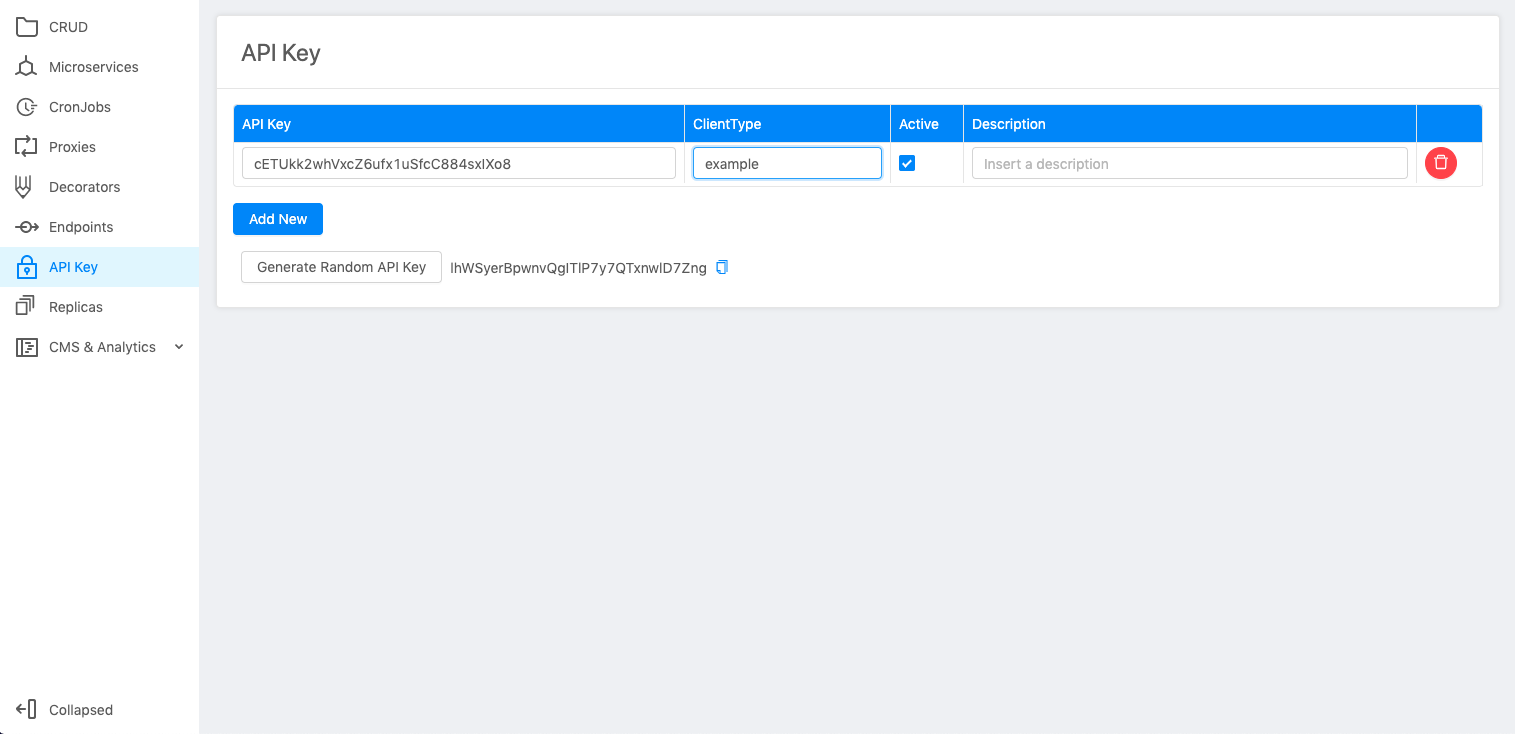 CRUD
Microservices
CronJobs
Proxies
Decorators
Endpoints
API Key
Replicas
CMS & Analytics
Collapsed
API Key
API Key ClientType Active Description
cETUkk2whVxcZ6ufx1uSfcC884sxlXo8 example Insert a description
Add New
Generate Random API Key lhWSyerBpwnvQgITlP7y7QTxnwlD7Zng